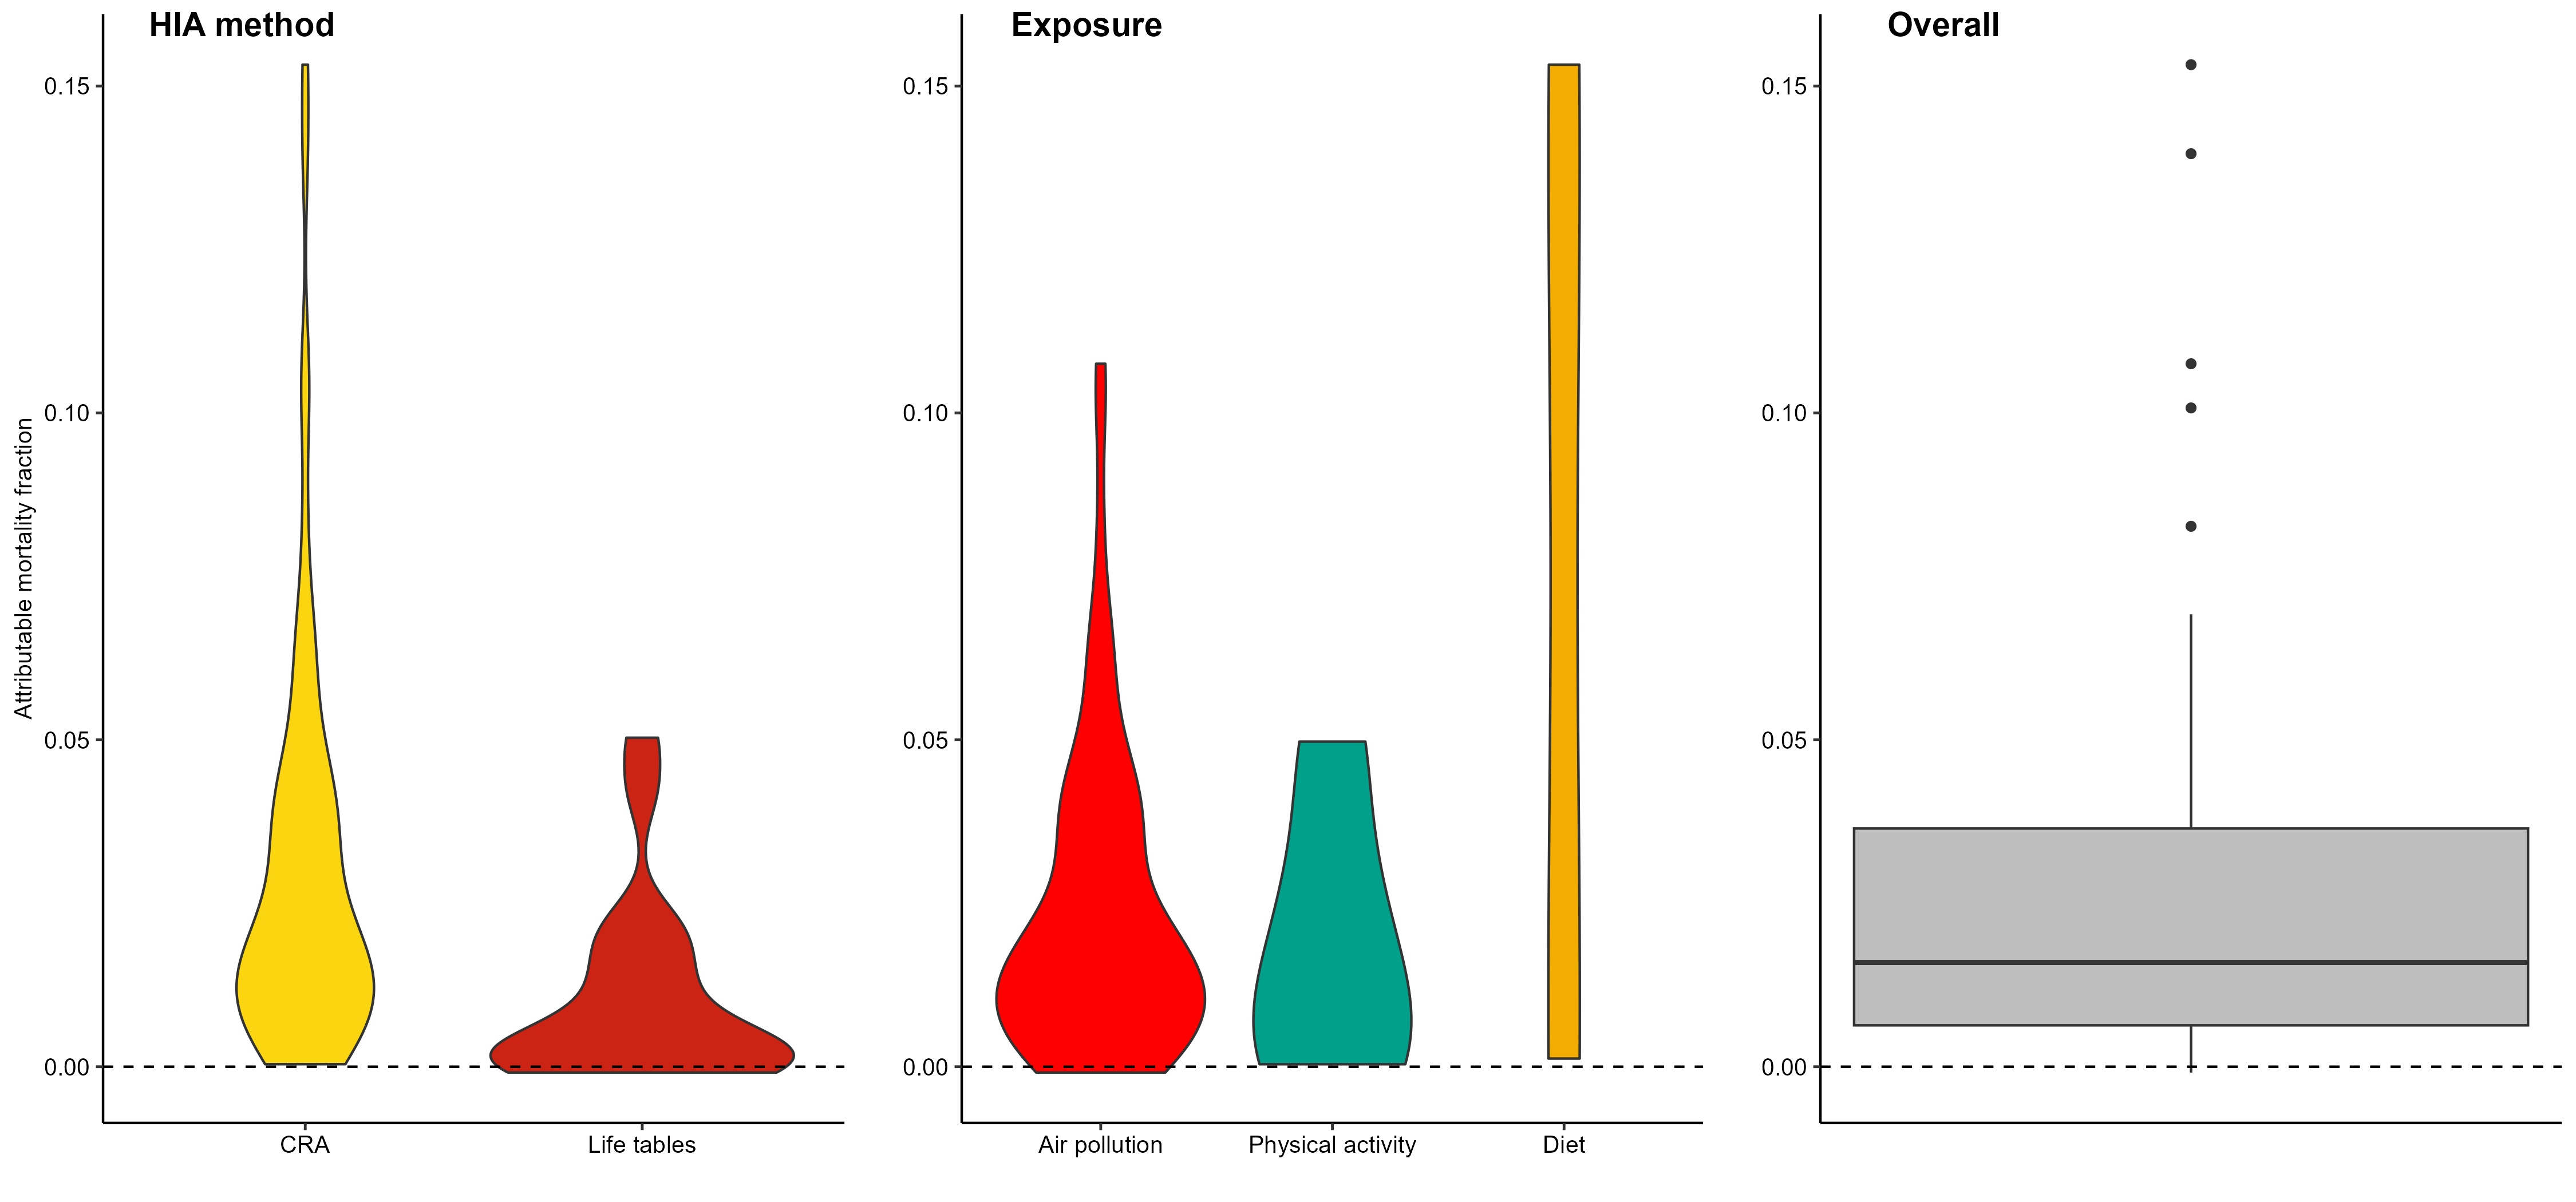 HIA method
Attributable mortality fraction
0.15
0.10
0.05
0.00
CRA Life tables
Exposure
0.15
0.10
0.05
0.00
Air pollution Physical activity Diet
Overall
0.15
0.10
0.05
0.00